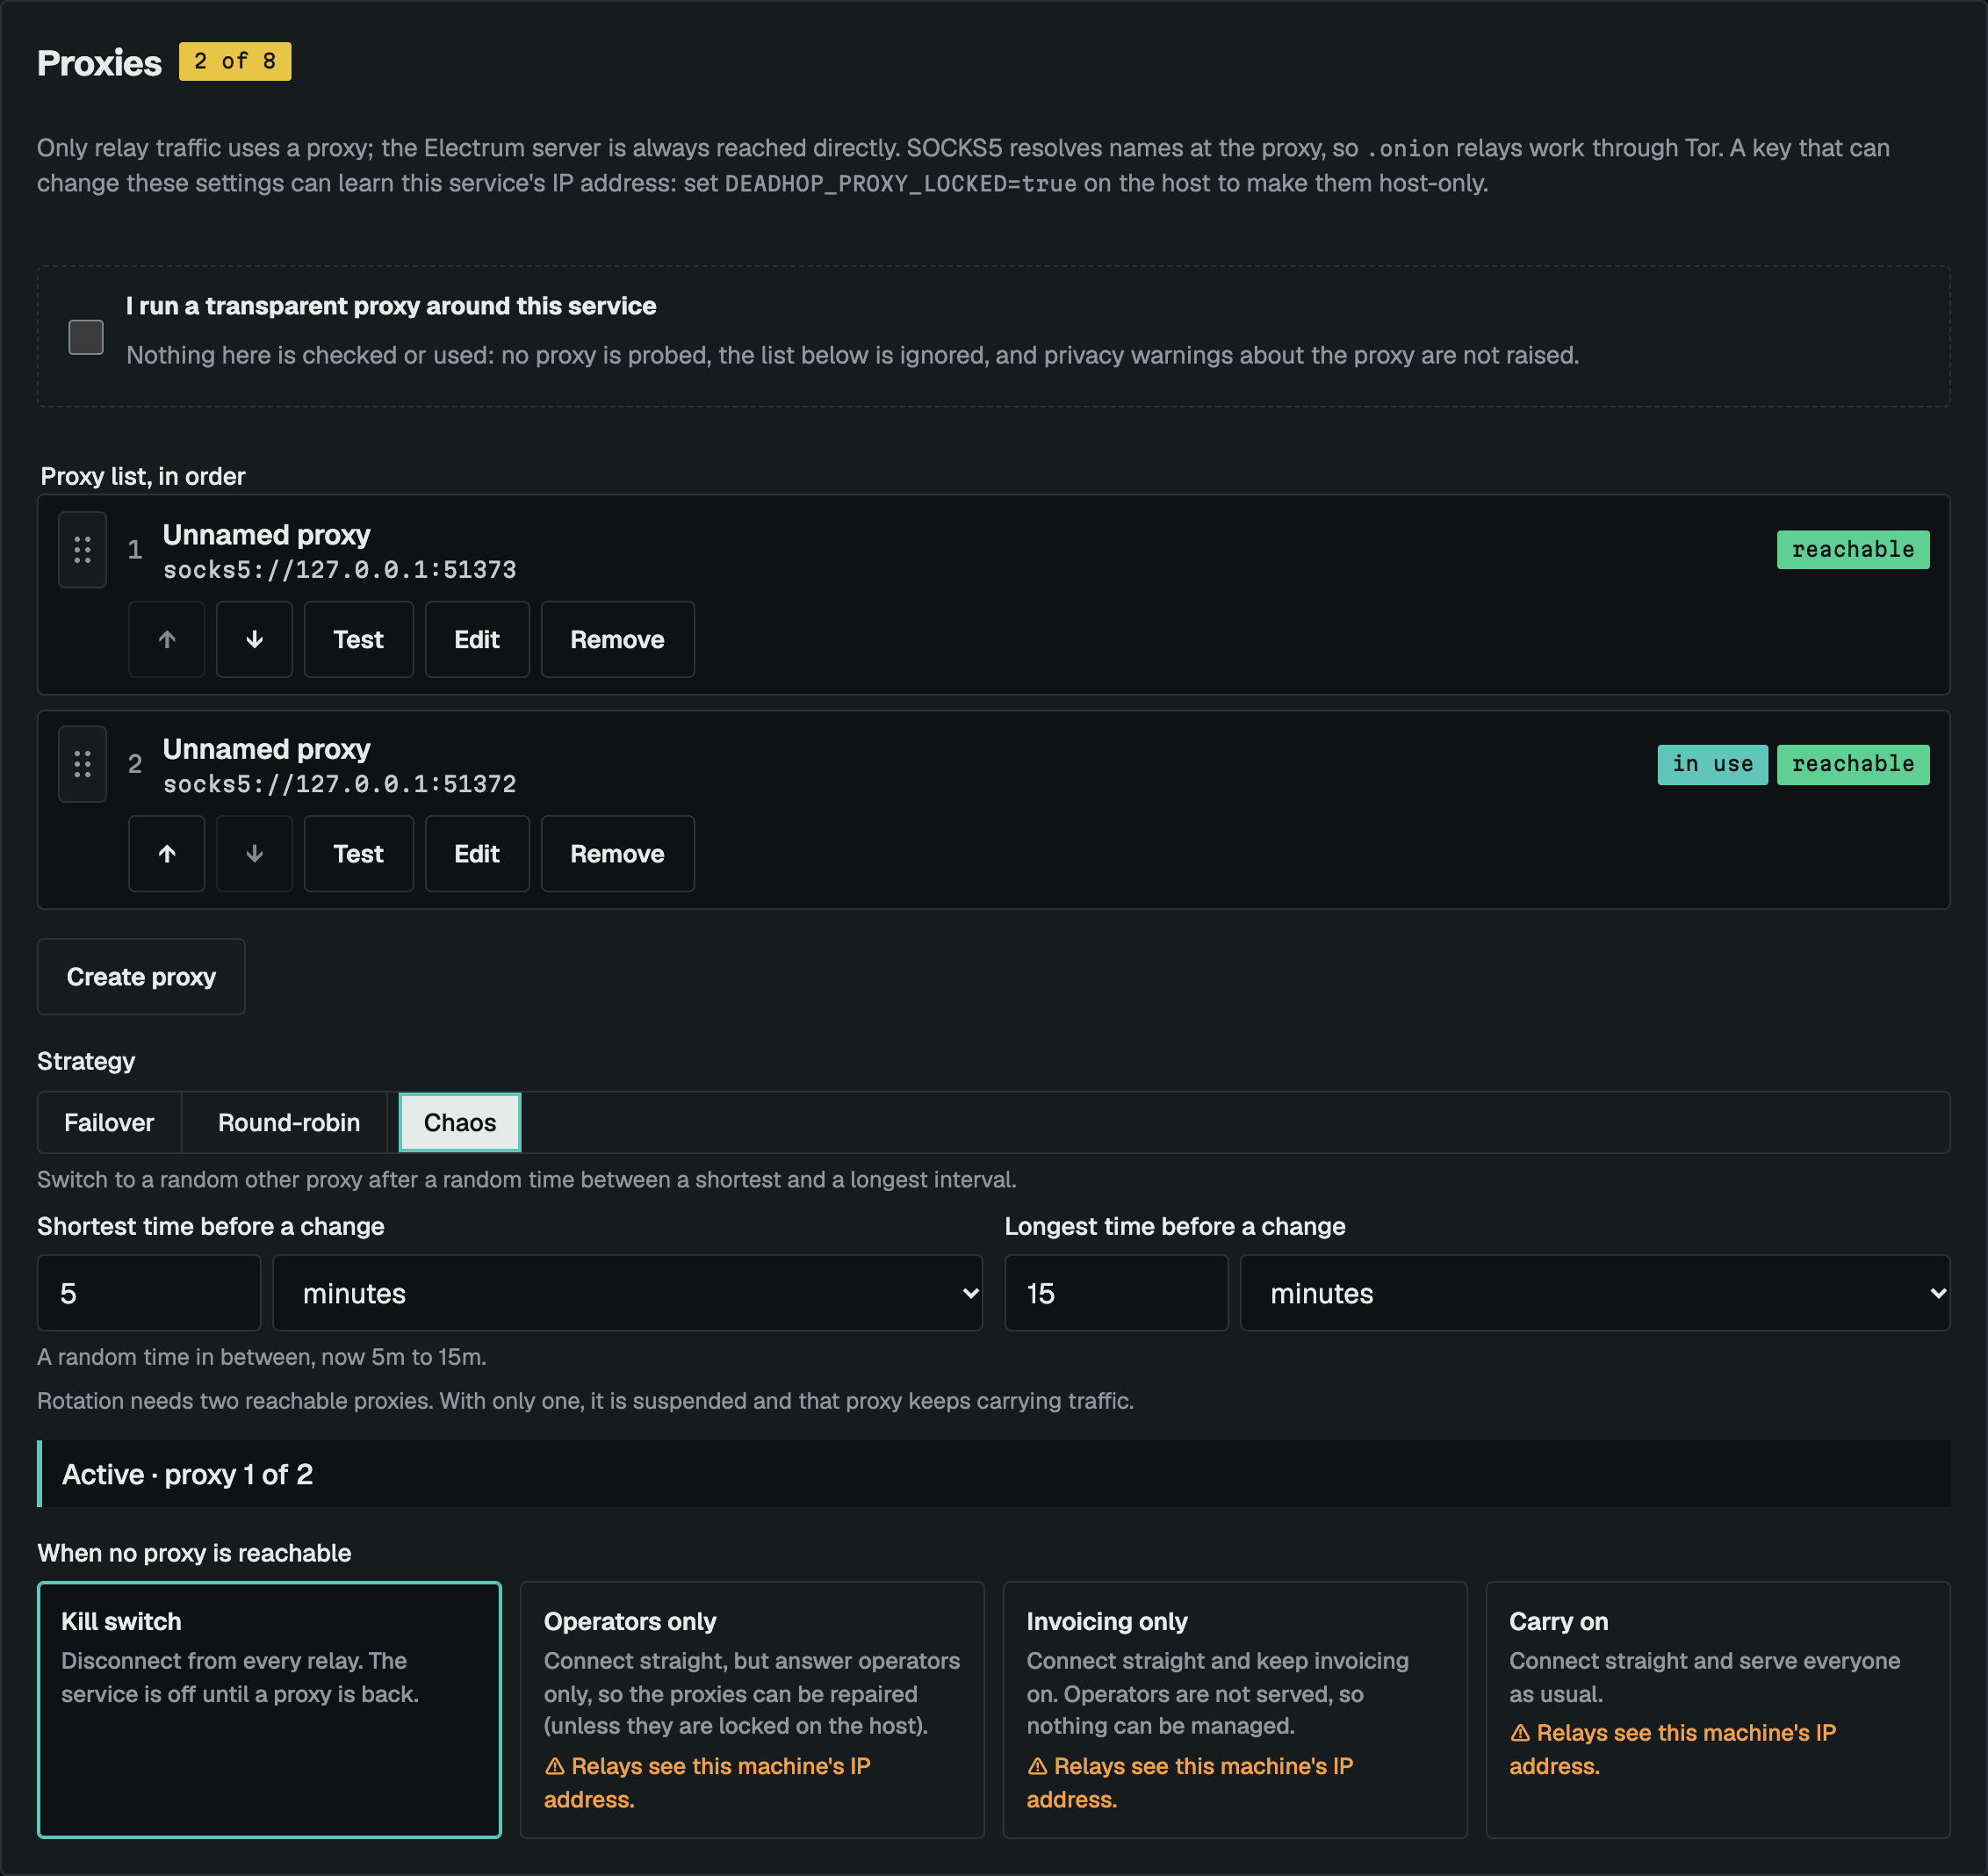 Proxies 2 of 8
Only relay traffic uses a proxy; the Electrum server is always reached directly. SOCKS5 resolves names at the proxy, so .onion relays work through Tor. A key that can
change these settings can learn this service's IP address: set DEADHOP_PROXY_LOCKED=true on the host to make them host-only.
I run a transparent proxy around this service
Nothing here is checked or used: no proxy is probed, the list below is ignored, and privacy warnings about the proxy are not raised.
Proxy list, in order
1 Unnamed proxy reachable
socks5://127.0.0.1:51373
↑ ↓ Test Edit Remove
2 Unnamed proxy in use reachable
socks5://127.0.0.1:51372
↑ ↓ Test Edit Remove
Create proxy
Strategy
Failover Round-robin Chaos
Switch to a random other proxy after a random time between a shortest and a longest interval.
Shortest time before a change Longest time before a change
5 minutes 15 minutes
A random time in between, now 5m to 15m.
Rotation needs two reachable proxies. With only one, it is suspended and that proxy keeps carrying traffic.
Active · proxy 1 of 2
When no proxy is reachable
Kill switch
Disconnect from every relay. The
service is off until a proxy is back.
Operators only
Connect straight, but answer operators
only, so the proxies can be repaired
(unless they are locked on the host).
⚠ Relays see this machine's IP
address.
Invoicing only
Connect straight and keep invoicing
on. Operators are not served, so
nothing can be managed.
⚠ Relays see this machine's IP
address.
Carry on
Connect straight and serve everyone
as usual.
⚠ Relays see this machine's IP
address.